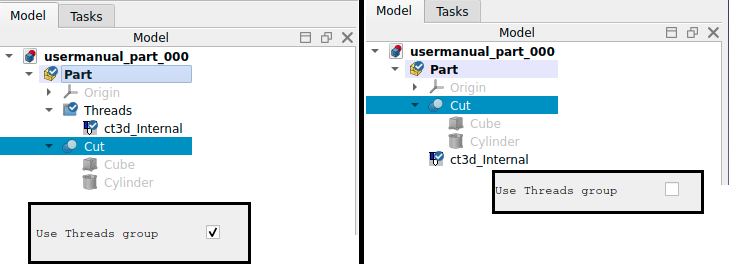 Model
Tasks
Model
usermanual_part_000
Part
Origin
Threads
ct3d_Internal
Cut
Cube
Cylinder
Use Threads group
Model
Tasks
Model
usermanual_part_000
Part
Origin
Cut
Cube
Cylinder
ct3d_Internal
Use Threads group